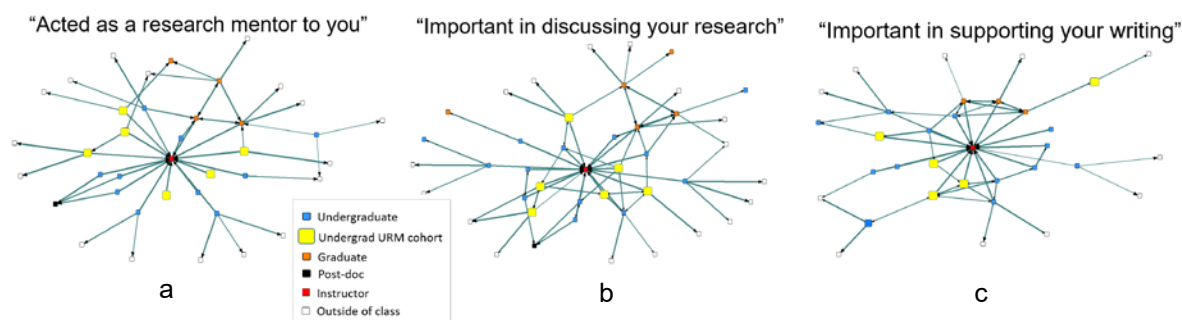 “Acted as a research mentor to you”
“Important in discussing your research”
“Important in supporting your writing”
Undergraduate
Undergrad URM cohort
Graduate
Post-doc
Instructor
Outside of class
a
b
c